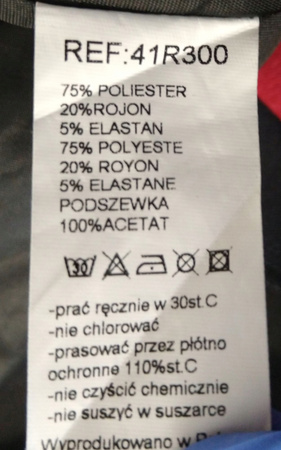 REF:41R300
75% POLIESTER
20%ROJON
5% ELASTAN
75% POLYESTE
20% ROYON
5% ELASTANE
PODSZEWKA
100%ACETAT
30
-prać ręcznie w 30st.C
-nie chlorować
-prasować przez płótno
ochronne 110%st.C
-nie czyścić chemicznie
-nie suszyć w suszarce
Wyprodukowano w